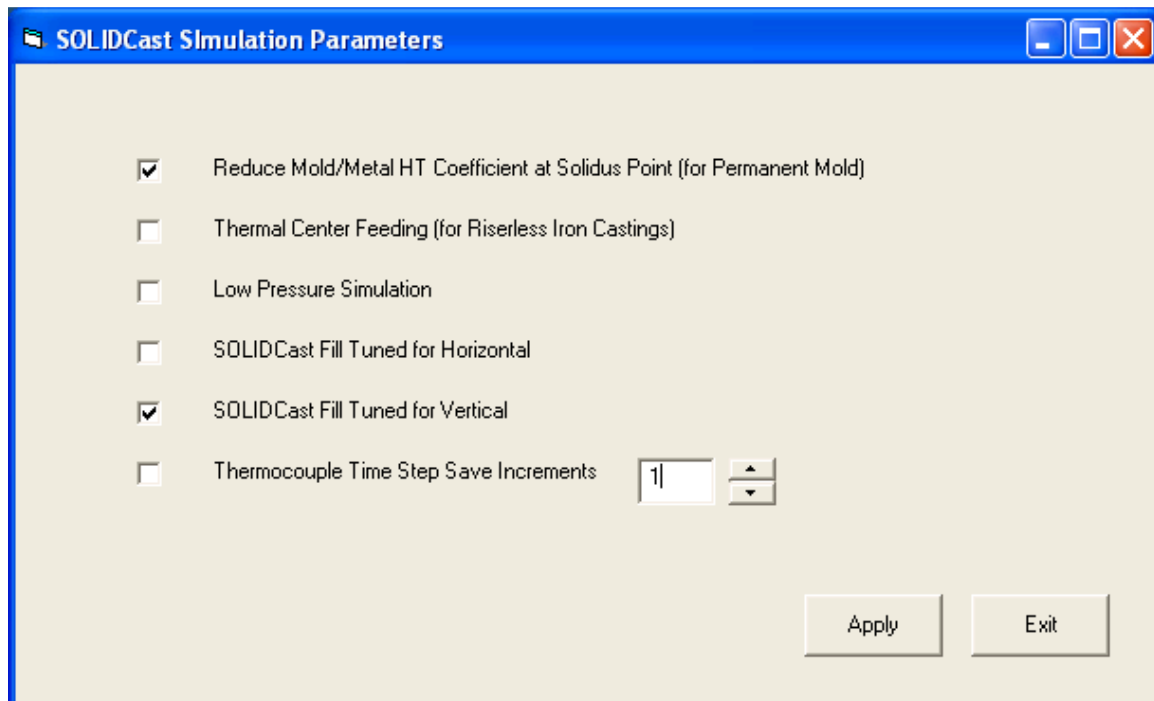 SOLIDCast SImulation Parameters
Reduce Mold/Metal HT Coefficient at Solidus Point (for Permanent Mold)
Thermal Center Feeding (for Riserless Iron Castings)
Low Pressure Simulation
SOLIDCast Fill Tuned for Horizontal
SOLIDCast Fill Tuned for Vertical
Thermocouple Time Step Save Increments 1
Apply Exit